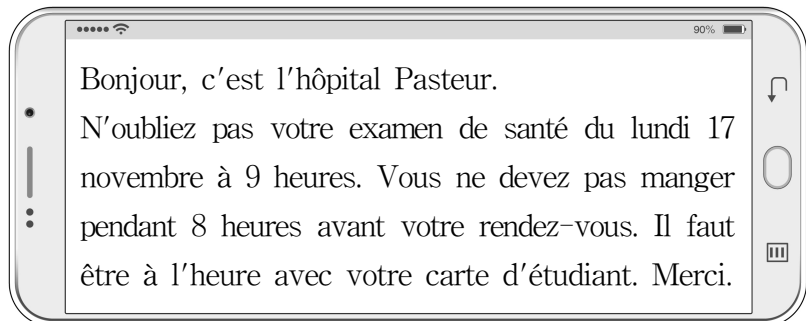 90%
Bonjour, c'est l'hôpital Pasteur.
N'oubliez pas votre examen de santé du lundi 17
novembre à 9 heures. Vous ne devez pas manger
pendant 8 heures avant votre rendez-vous. Il faut
être à l'heure avec votre carte d'étudiant. Merci.